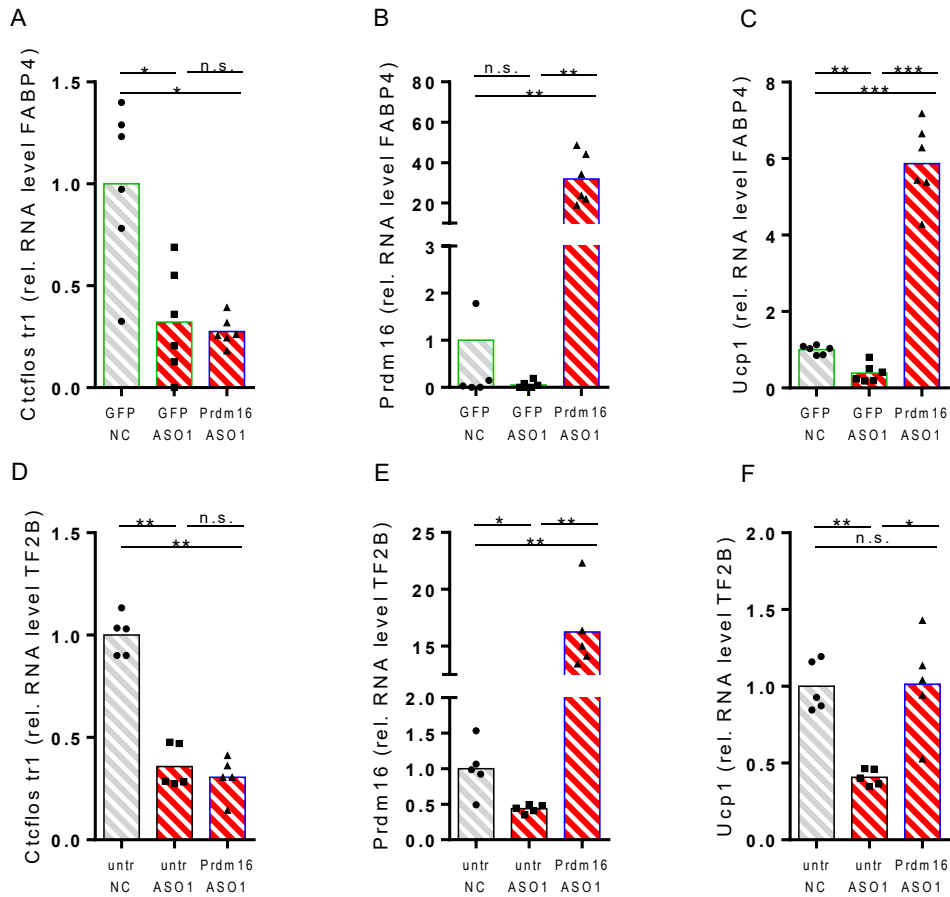 A
B
C
Ctcflos tr1 (rel. RNA level FABP4)
1.5
1.0
0.5
0.0
*
n.s.
*
GFP GFP Prdm16
NC ASO1 ASO1
Prdm16 (rel. RNA level FABP4)
80
60
40
20
3
2
1
0
n.s.
**
**
GFP GFP Prdm16
NC ASO1 ASO1
Ucp1 (rel. RNA level FABP4)
8
6
4
2
0
**
***
***
GFP GFP Prdm16
NC ASO1 ASO1
D
E
F
Ctcflos tr1 (rel. RNA level TF2B)
1.5
1.0
0.5
0.0
**
n.s.
**
untr untr Prdm16
NC ASO1 ASO1
Prdm16 (rel. RNA level TF2B)
25
20
15
2.0
1.5
1.0
0.5
0.0
*
**
**
untr untr Prdm16
NC ASO1 ASO1
Ucp1 (rel. RNA level TF2B)
2.0
1.5
1.0
0.5
0.0
**
*
n.s.
untr untr Prdm16
NC ASO1 ASO1